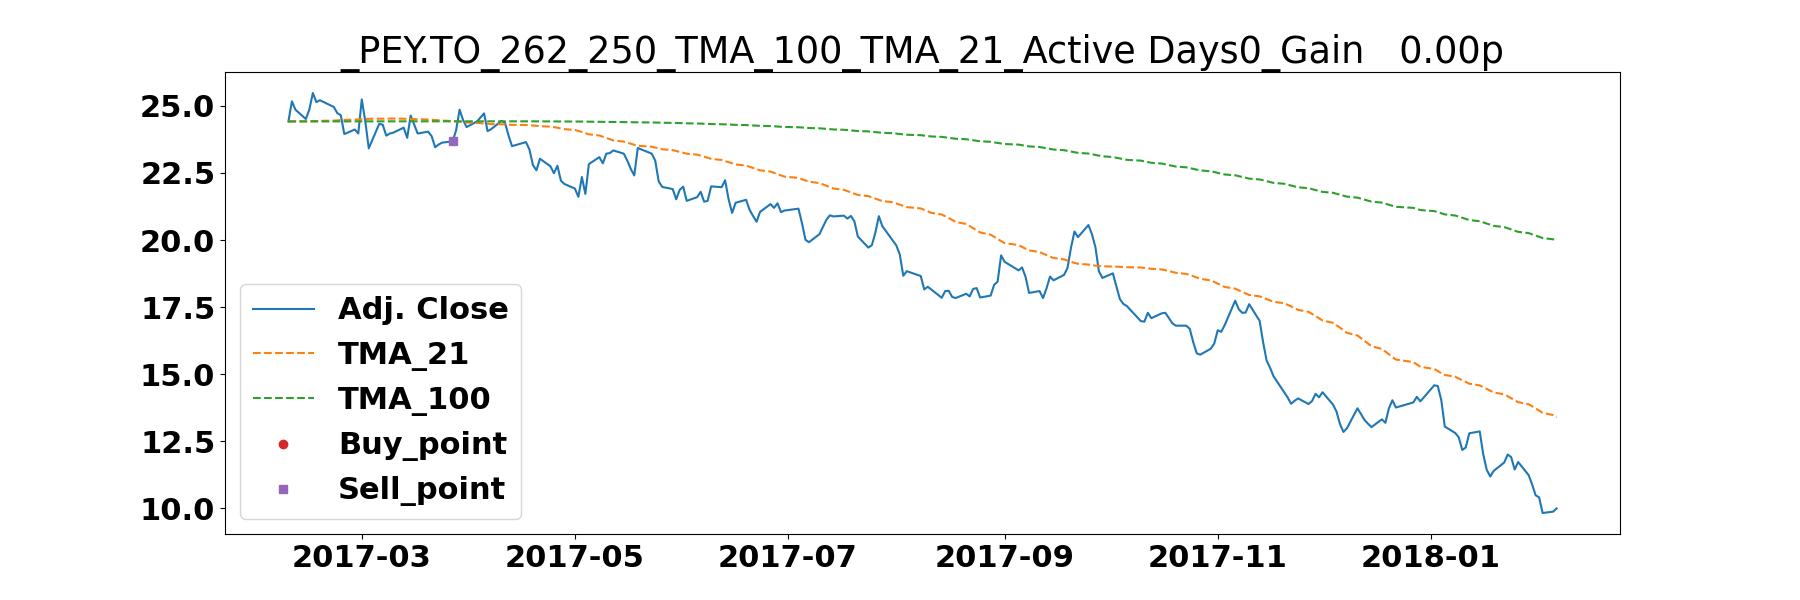 _PEY.TO_262_250_TMA_100_TMA_21_Active Days0_Gain   0.00p
25.0
22.5
20.0
17.5
15.0
12.5
10.0
Adj. Close
TMA_21
TMA_100
Buy_point
Sell_point
2017-03 2017-05 2017-07 2017-09 2017-11 2018-01